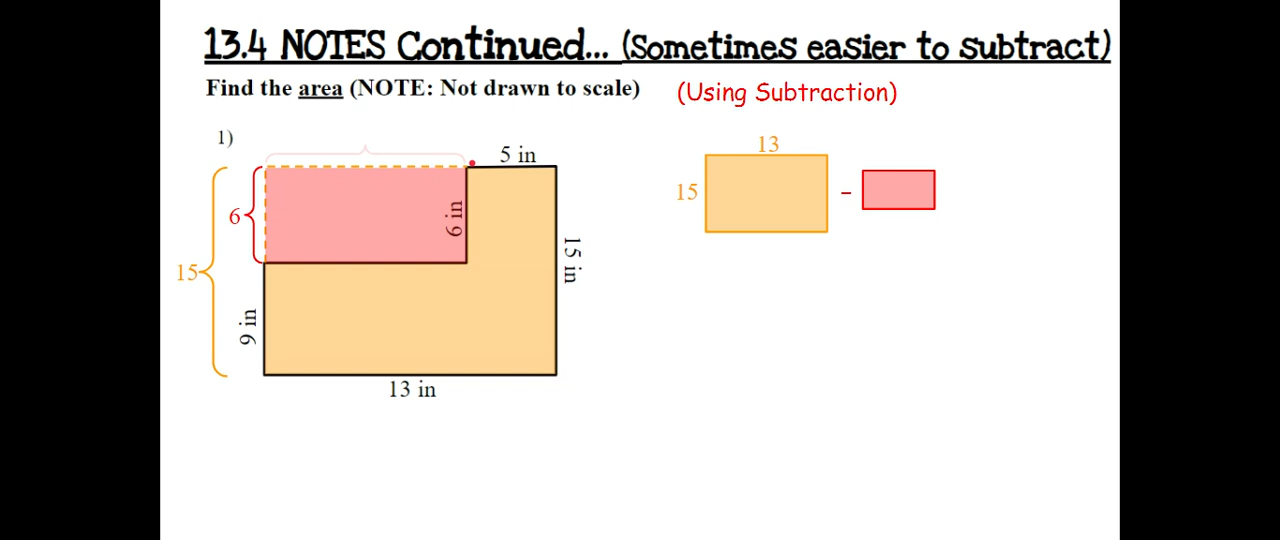 13.4 NOTES Continued... (Sometimes easier to subtract)
Find the area (NOTE: Not drawn to scale)
(Using Subtraction)
1)
5 in
13
6
6 in
15
-
15 in
15
9 in
13 in